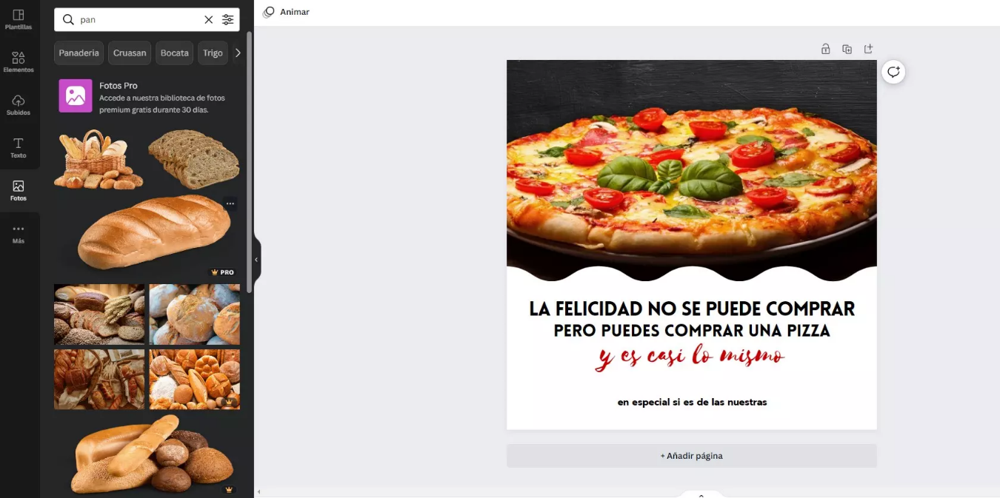 Plantillas
Elementos
Subidos
Texto
Fotos
Más
pan
Panaderia
Cruasan
Bocata
Trigo
Fotos Pro
Accede a nuestra biblioteca de fotos
premium gratis durante 30 días.
PRO
Animar
LA FELICIDAD NO SE PUEDE COMPRAR
PERO PUEDES COMPRAR UNA PIZZA
y es casi lo mismo
en especial si es de las nuestras
+ Añadir página